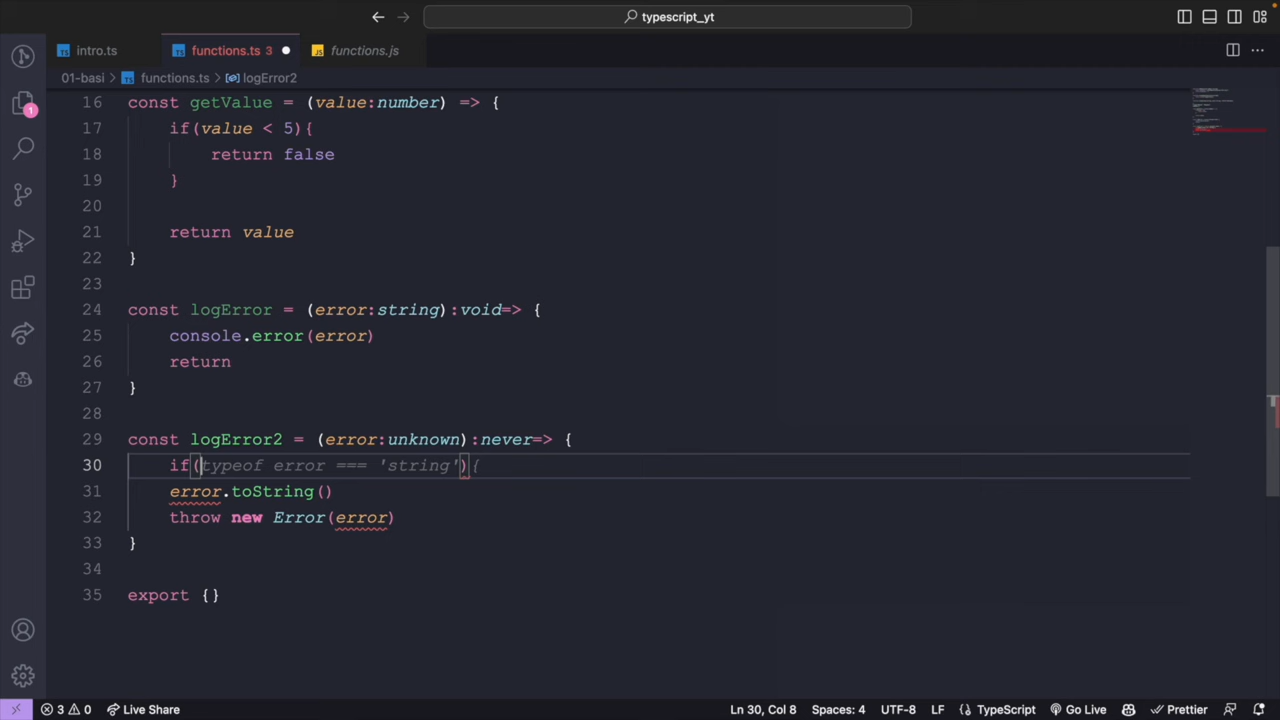 typescript_yt
intro.ts
functions.ts 3
functions.js
01-basi > functions.ts > logError2
16 const getValue = (value:number) => {
17 if(value < 5){
18 return false
19 }
20
21 return value
22 }
23
24 const logError = (error:string):void=> {
25 console.error(error)
26 return
27 }
28
29 const logError2 = (error:unknown):never=> {
30 if(typeof error === 'string'){
31 error.toString()
32 throw new Error(error)
33 }
34
35 export {}
1
3 0 Live Share Ln 30, Col 8 Spaces: 4 UTF-8 LF {} TypeScript Go Live Prettier